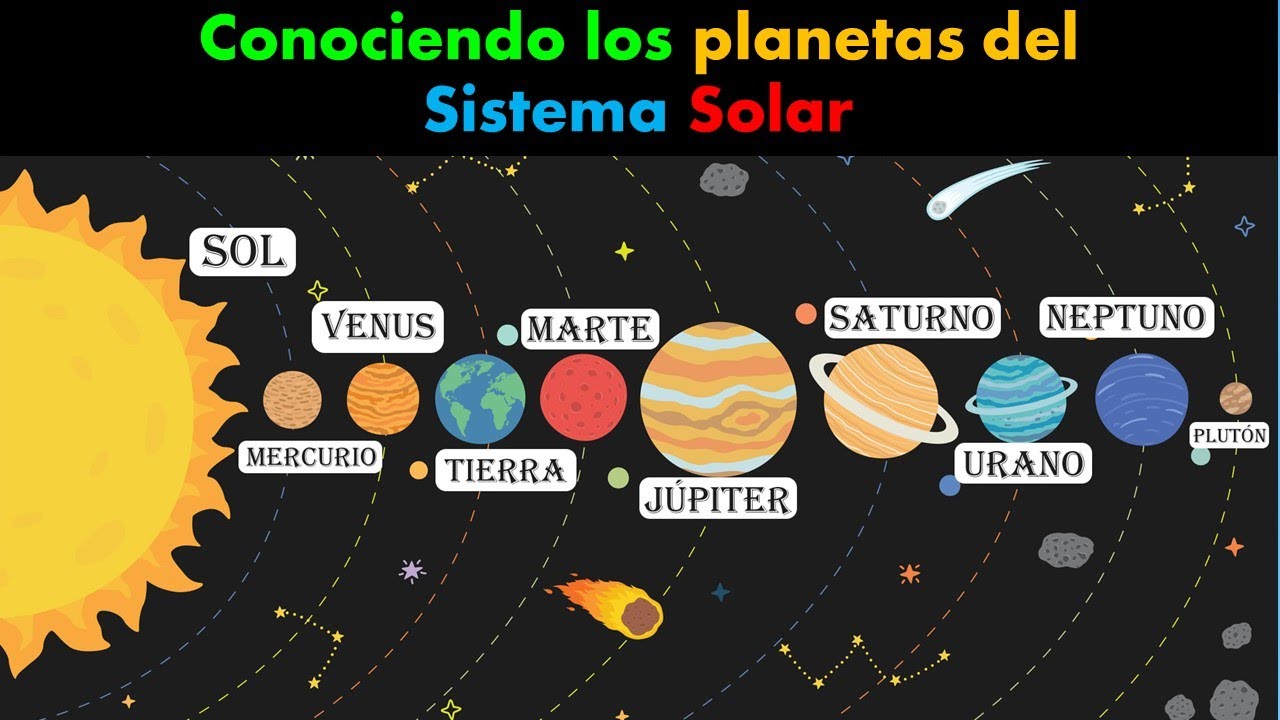 Conociendo los planetas del
Sistema Solar
SOL
VENUS
MARTE
SATURNO
NEPTUNO
MERCURIO
TIERRA
JÚPITER
URANO
PLUTÓN